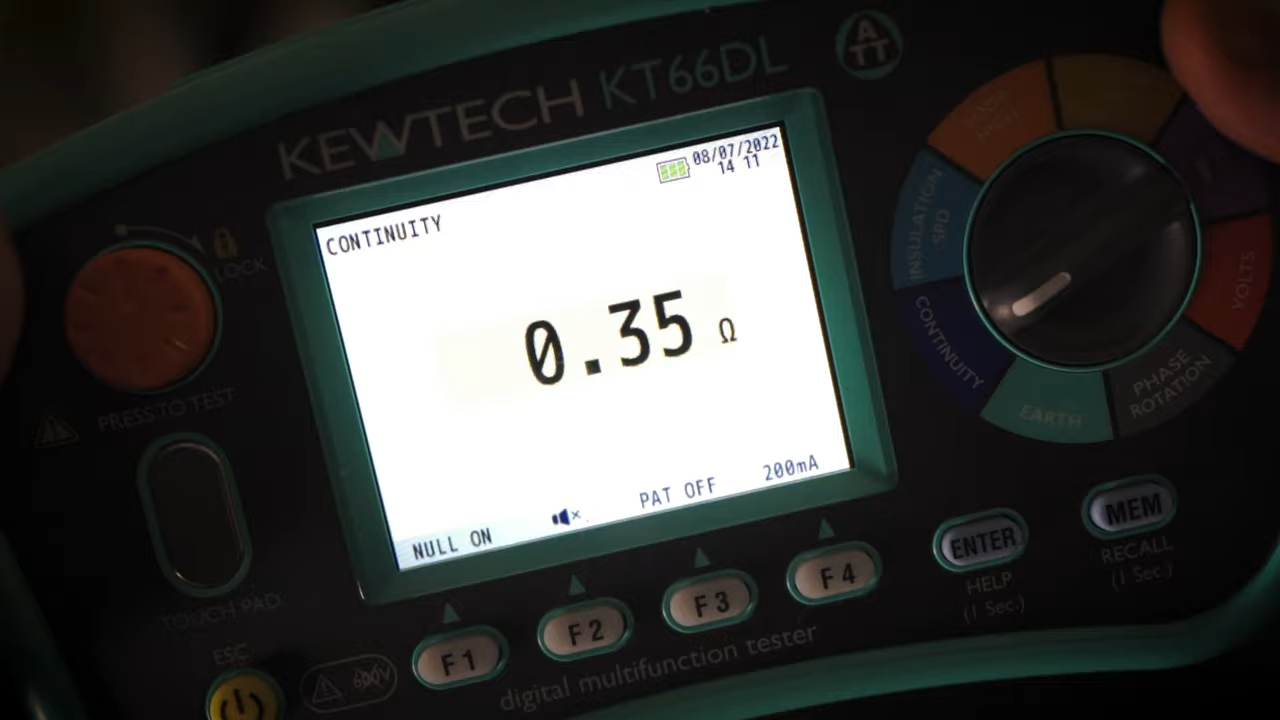 KEWTECH KT66DL
ATT
08/07/2022
14 11
CONTINUITY
0.35 Ω
NULL ON
PAT OFF
200mA
LOCK
PRESS TO TEST
TOUCH PAD
ESC
600V
F1
F2
F3
F4
ENTER
HELP
(1 Sec.)
MEM
RECALL
(1 Sec.)
digital multifunction tester
INSULATION
SPD
CONTINUITY
EARTH
PHASE
ROTATION
VOLTS